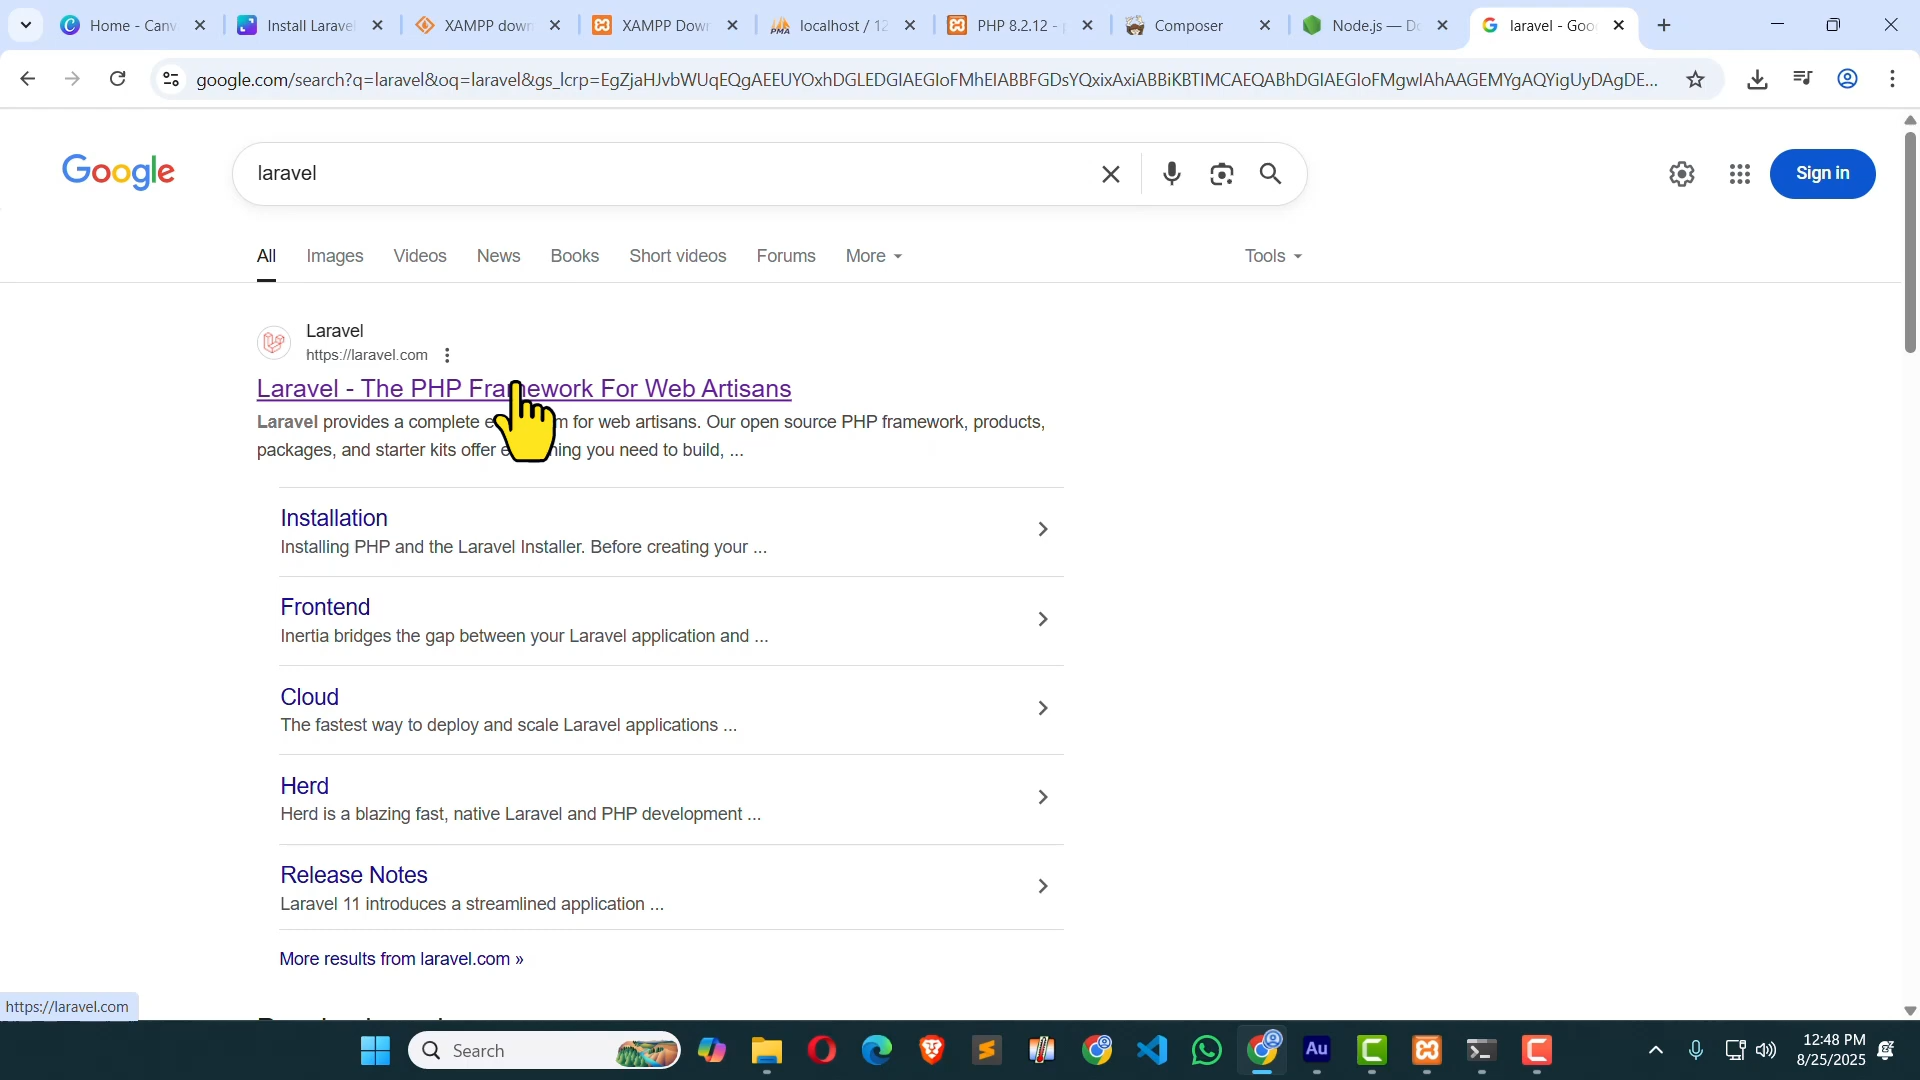 Home - Canv
Install Larave
XAMPP down
XAMPP Dow
localhost / 12
PHP 8.2.12 - p
Composer
Node.js — Do
laravel - Goo
google.com/search?q=laravel&oq=laravel&gs_lcrp=EgZjaHJvbWUqEQgAEEUYOxhDGLEDGIAEGIoFMhEIABBFGDsYQxixAxiABBiKBTIMCAEQABhDGIAEGIoFMgwIAhAAGEMYgAQYigUyDAgDE...
Google
laravel
Sign in
All
Images
Videos
News
Books
Short videos
Forums
More
Tools
Laravel
https://laravel.com
Laravel - The PHP Framework For Web Artisans
Laravel provides a complete for web artisans. Our open source PHP framework, products,
packages, and starter kits offer you need to build, ...
Installation
Installing PHP and the Laravel Installer. Before creating your ...
Frontend
Inertia bridges the gap between your Laravel application and ...
Cloud
The fastest way to deploy and scale Laravel applications ...
Herd
Herd is a blazing fast, native Laravel and PHP development ...
Release Notes
Laravel 11 introduces a streamlined application ...
More results from laravel.com »
https://laravel.com
Search
Au
12:48 PM
8/25/2025